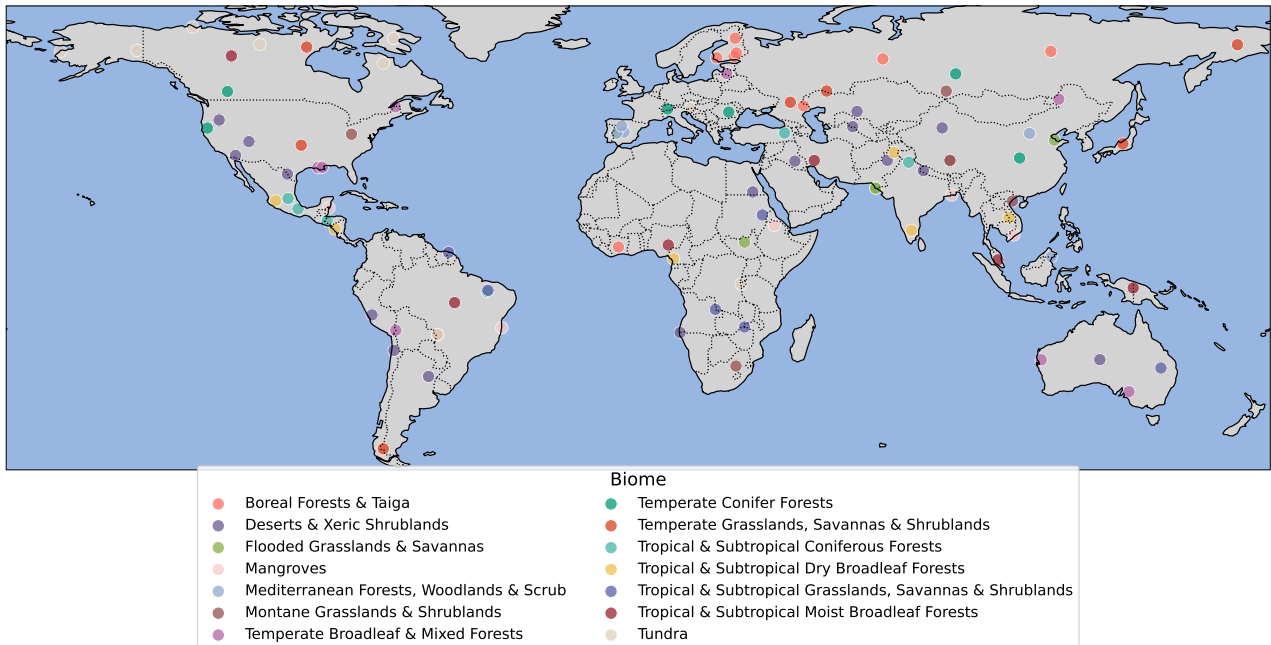 Biome
Boreal Forests & Taiga
Deserts & Xeric Shrublands
Flooded Grasslands & Savannas
Mangroves
Mediterranean Forests, Woodlands & Scrub
Montane Grasslands & Shrublands
Temperate Broadleaf & Mixed Forests
Temperate Conifer Forests
Temperate Grasslands, Savannas & Shrublands
Tropical & Subtropical Coniferous Forests
Tropical & Subtropical Dry Broadleaf Forests
Tropical & Subtropical Grasslands, Savannas & Shrublands
Tropical & Subtropical Moist Broadleaf Forests
Tundra